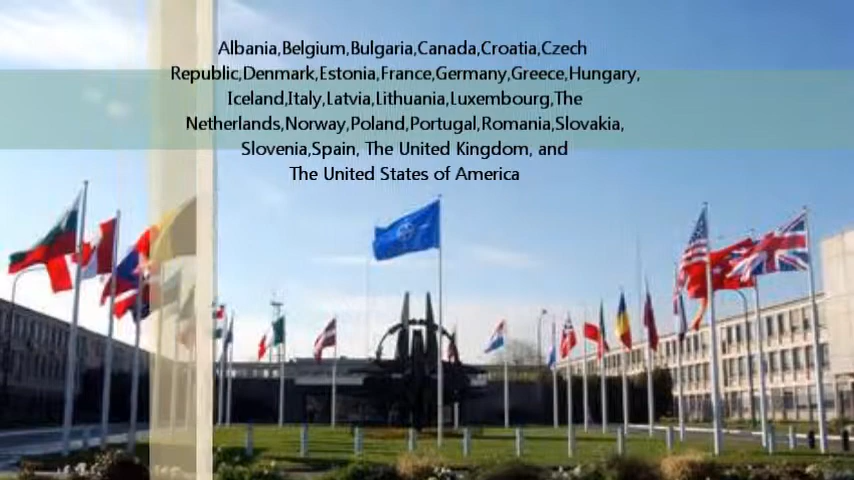 Albania,Belgium,Bulgaria,Canada,Croatia,Czech
Republic,Denmark,Estonia,France,Germany,Greece,Hungary,
Iceland,Italy,Latvia,Lithuania,Luxembourg,The
Netherlands,Norway,Poland,Portugal,Romania,Slovakia,
Slovenia,Spain, The United Kingdom, and
The United States of America